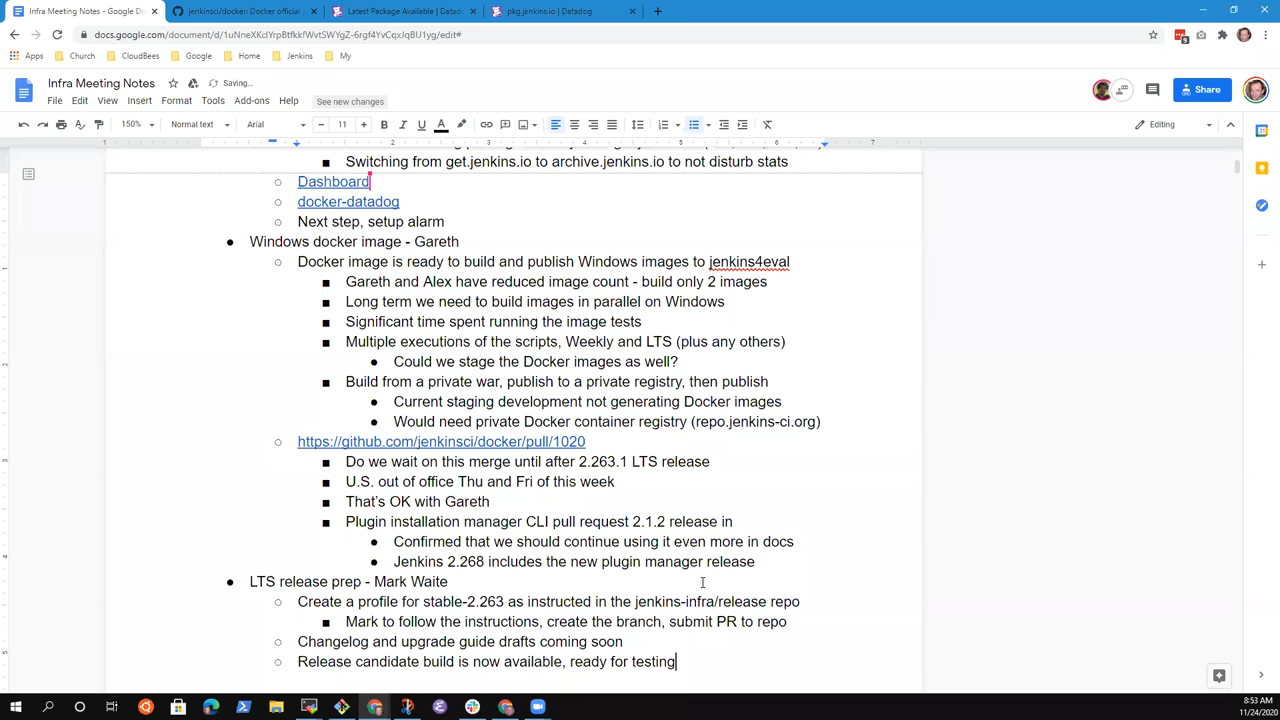 Infra Meeting Notes - Google D
jenkinsci/docker: Docker official
Latest Package Available | Datad
pkg.jenkins.io | Datadog
Apps
Church
CloudBees
Google
Home
Jenkins
My
Infra Meeting Notes
Saving...
File Edit View Insert Format Tools Add-ons Help See new changes
Share
150% Normal text Arial 11 Editing
1 2 3 4 5 6 7
Switching from get.jenkins.io to archive.jenkins.io to not disturb stats
Dashboard
docker-datadog
Next step, setup alarm
Windows docker image - Gareth
Docker image is ready to build and publish Windows images to jenkins4eval
Gareth and Alex have reduced image count - build only 2 images
Long term we need to build images in parallel on Windows
Significant time spent running the image tests
Multiple executions of the scripts, Weekly and LTS (plus any others)
Could we stage the Docker images as well?
Build from a private war, publish to a private registry, then publish
Current staging development not generating Docker images
Would need private Docker container registry (repo.jenkins-ci.org)
https://github.com/jenkinsci/docker/pull/1020
Do we wait on this merge until after 2.263.1 LTS release
U.S. out of office Thu and Fri of this week
That's OK with Gareth
Plugin installation manager CLI pull request 2.1.2 release in
Confirmed that we should continue using it even more in docs
Jenkins 2.268 includes the new plugin manager release
LTS release prep - Mark Waite
Create a profile for stable-2.263 as instructed in the jenkins-infra/release repo
Mark to follow the instructions, create the branch, submit PR to repo
Changelog and upgrade guide drafts coming soon
Release candidate build is now available, ready for testing
8:53 AM
11/24/2020